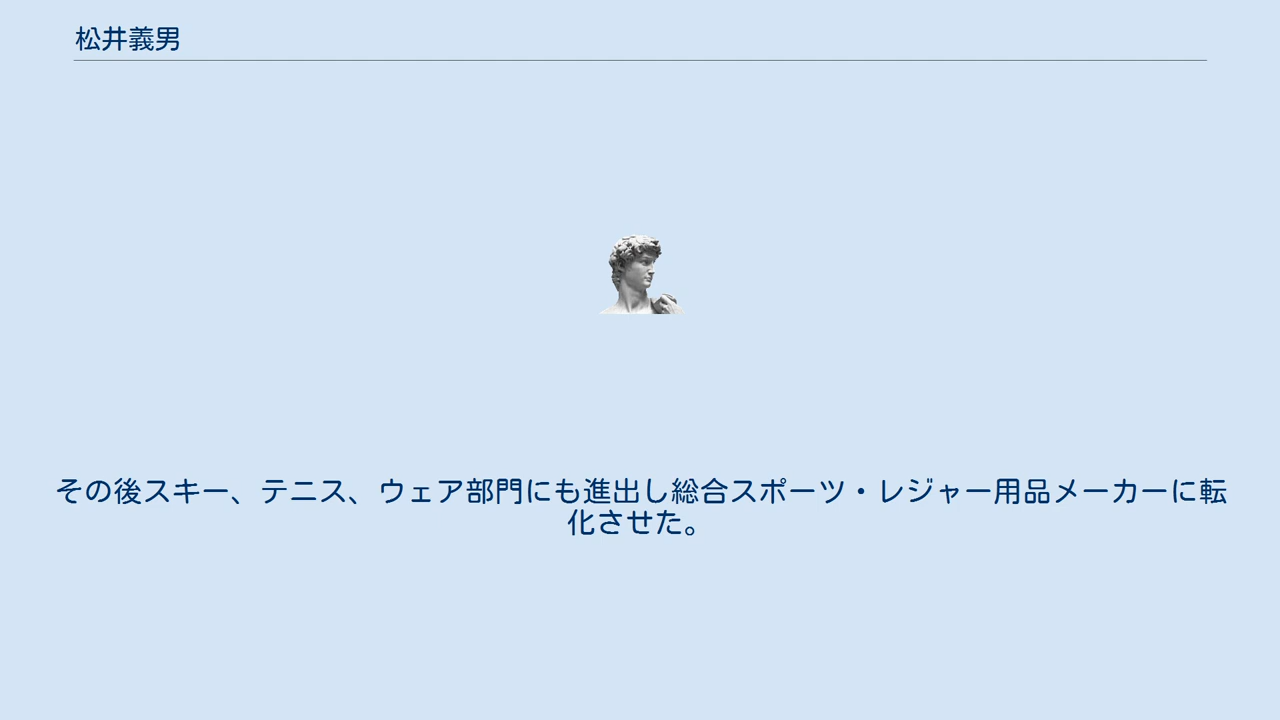 松井義男
その後スキー、テニス、ウェア部門にも進出し総合スポーツ・レジャー用品メーカーに転
化させた。